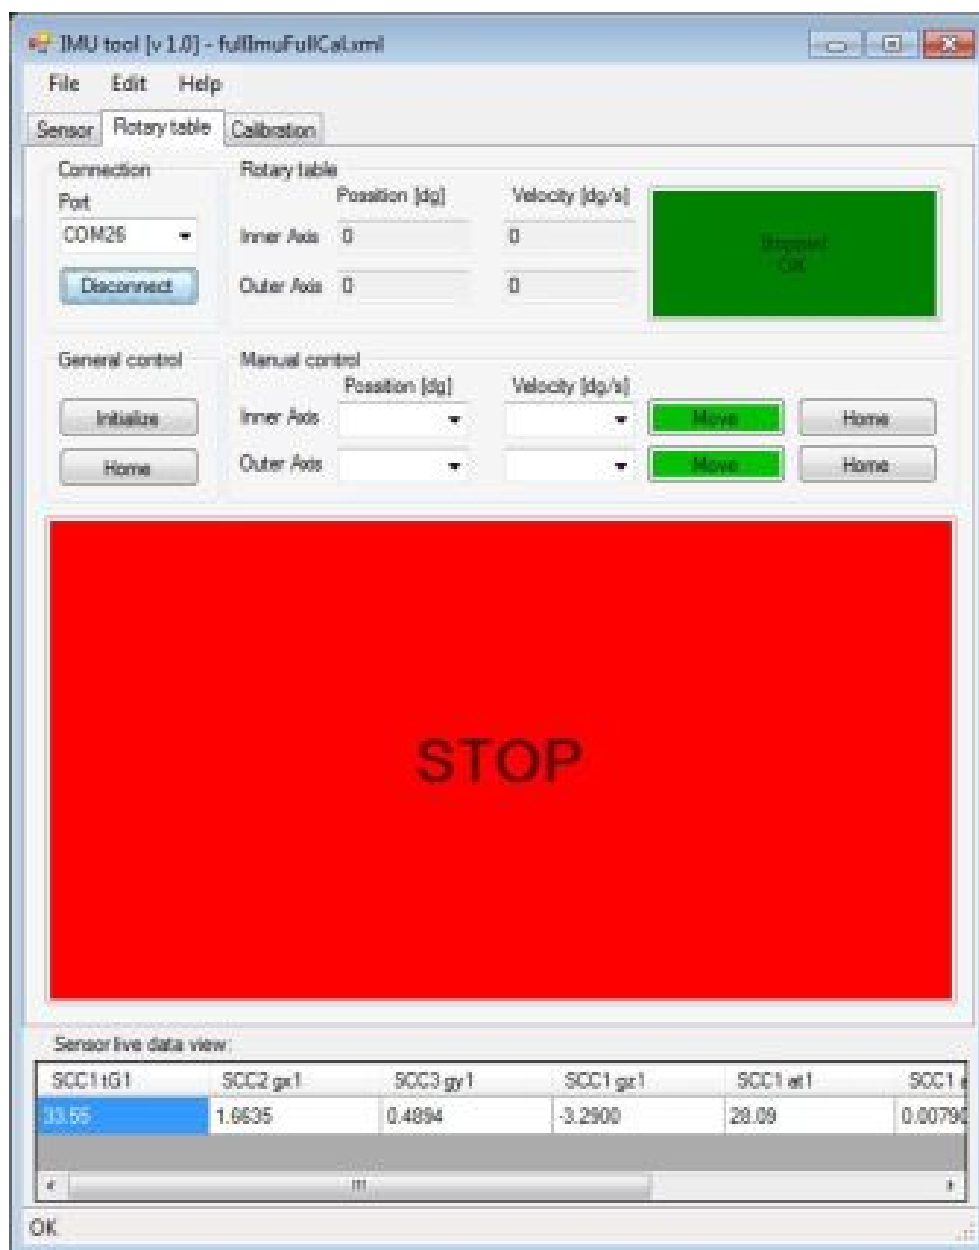 IMU tool [v 1.0] - fullImuFullCal.xml
File Edit Help
Sensor Rotary table Calibration
Connection Rotary table
Port Possition [dg] Velocity [dg/s]
COM26 Inner Axis 0 0 Stopped
OK
Disconnect Outer Axis 0 0
General control Manual control
Possition [dg] Velocity [dg/s]
Initialize Inner Axis Move Home
Home Outer Axis Move Home
STOP
Sensor live data view:
SCC1 tG1 SCC2 gx1 SCC3 gy1 SCC1 gz1 SCC1 at1 SCC1
33.55 1.6635 0.4894 -3.2900 28.09 0.00790
OK